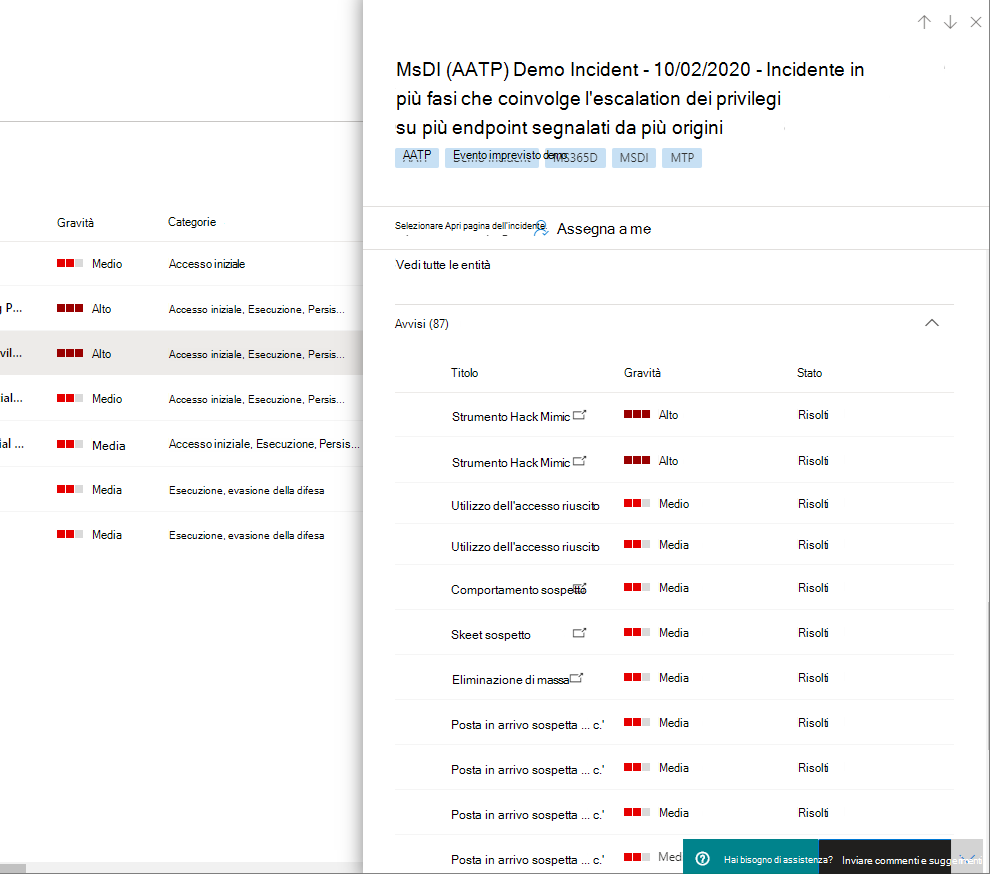 MsDI (AATP) Demo Incident - 10/02/2020 - Incidente in
più fasi che coinvolge l'escalation dei privilegi
su più endpoint segnalati da più origini
AATP Evento imprevisto demo MS365D MSDI MTP
Selezionare Apri pagina dell'incidente Assegna a me
Vedi tutte le entità
Avvisi (87)
Titolo Gravità Stato
Strumento Hack Mimic Alto Risolti
Strumento Hack Mimic Alto Risolti
Utilizzo dell'accesso riuscito Medio Risolti
Utilizzo dell'accesso riuscito Media Risolti
Comportamento sospetto Media Risolti
Skeet sospetto Media Risolti
Eliminazione di massa Media Risolti
Posta in arrivo sospetta ... c.' Media Risolti
Posta in arrivo sospetta ... c.' Media Risolti
Posta in arrivo sospetta ... c.' Media Risolti
Posta in arrivo sospetta ... c.' Medi
Hai bisogno di assistenza? Inviare commenti e suggerimenti
Gravità Categorie
Medio Accesso iniziale
g P... Alto Accesso iniziale, Esecuzione, Persis...
vil... Alto Accesso iniziale, Esecuzione, Persis...
ial... Medio Accesso iniziale, Esecuzione, Persis...
ial ... Media Accesso iniziale, Esecuzione, Persis...
Media Esecuzione, evasione della difesa
Media Esecuzione, evasione della difesa